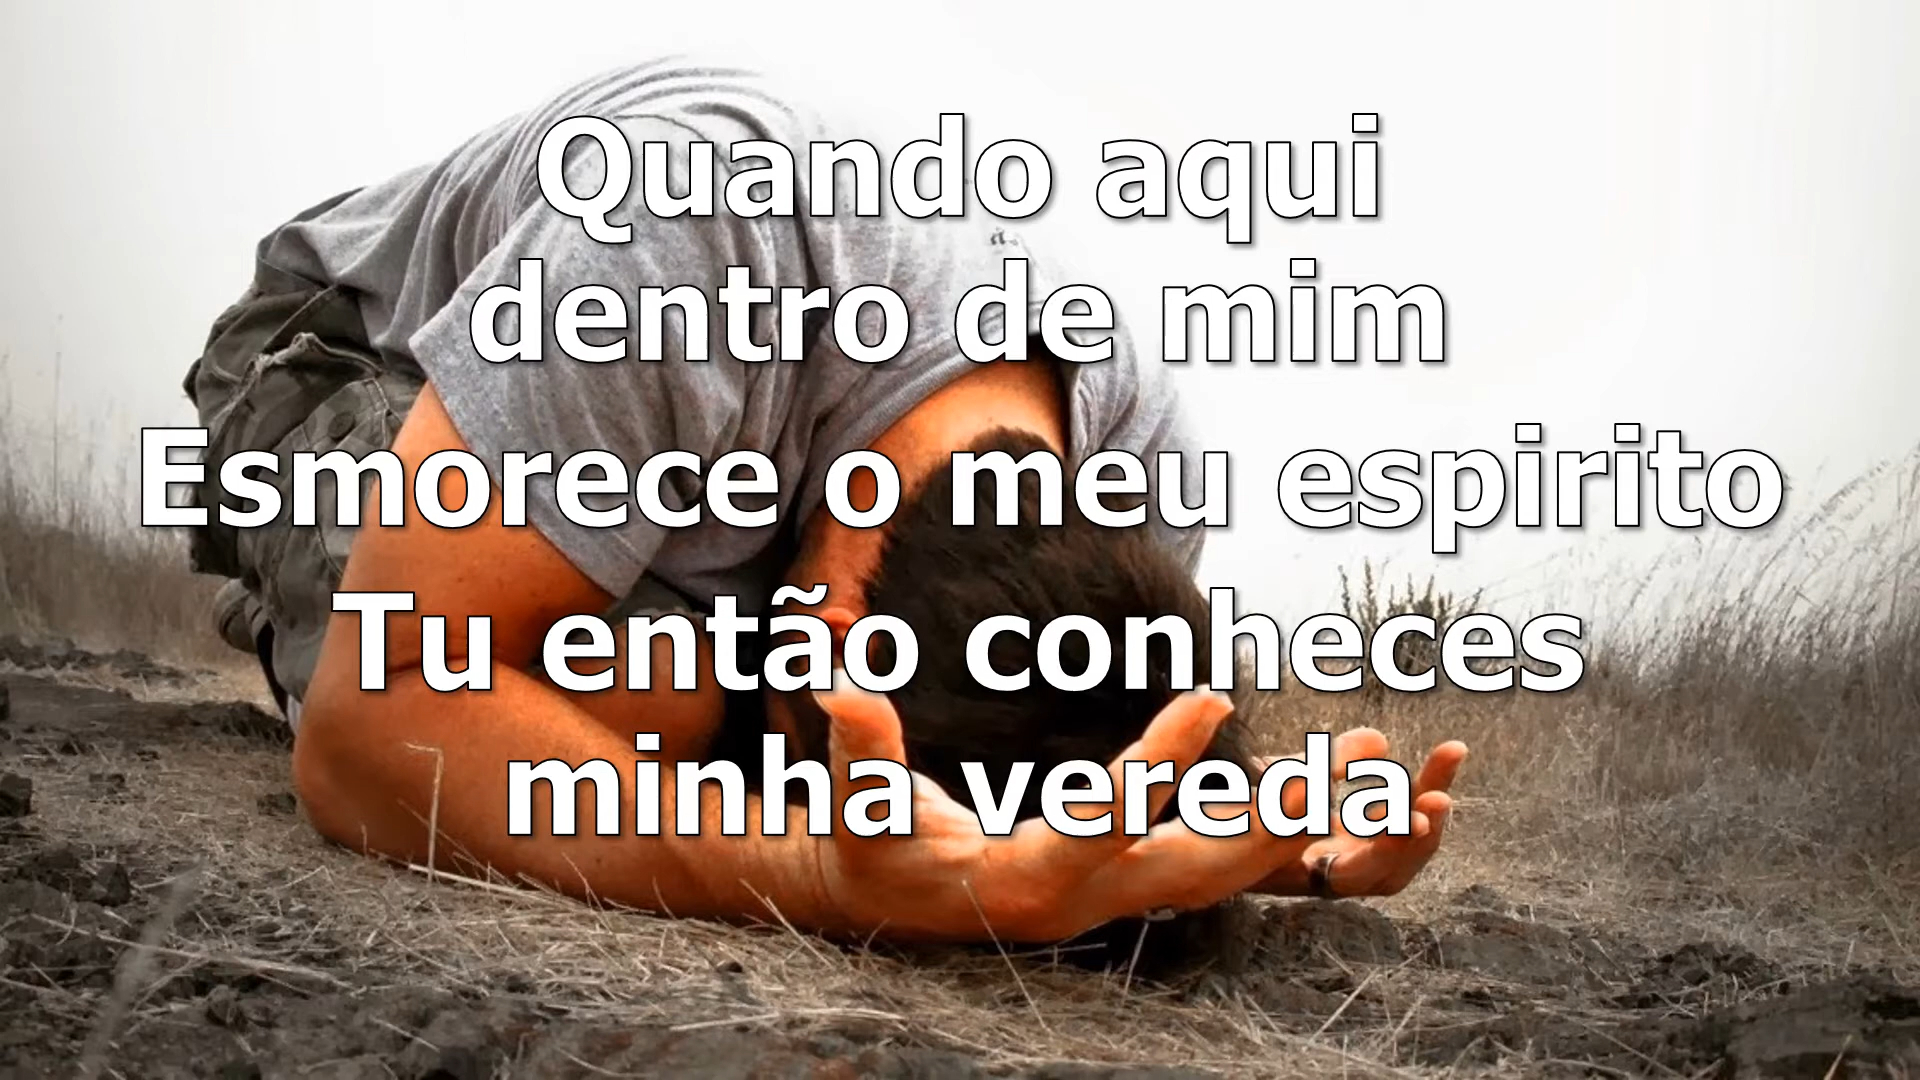 Quando aqui
dentro de mim
Esmorece o meu espirito
Tu então conheces
minha vereda